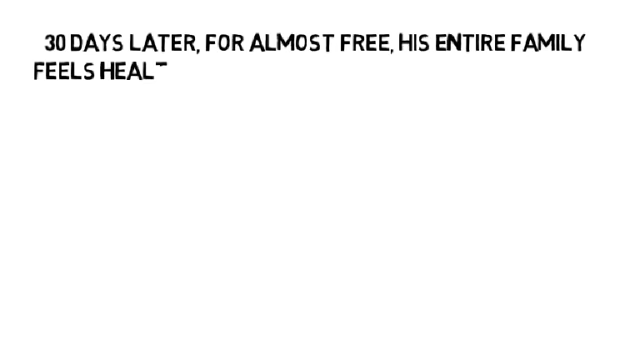 30 DAYS LATER, FOR ALMOST FREE, HIS ENTIRE FAMILY
FEELS HEAL